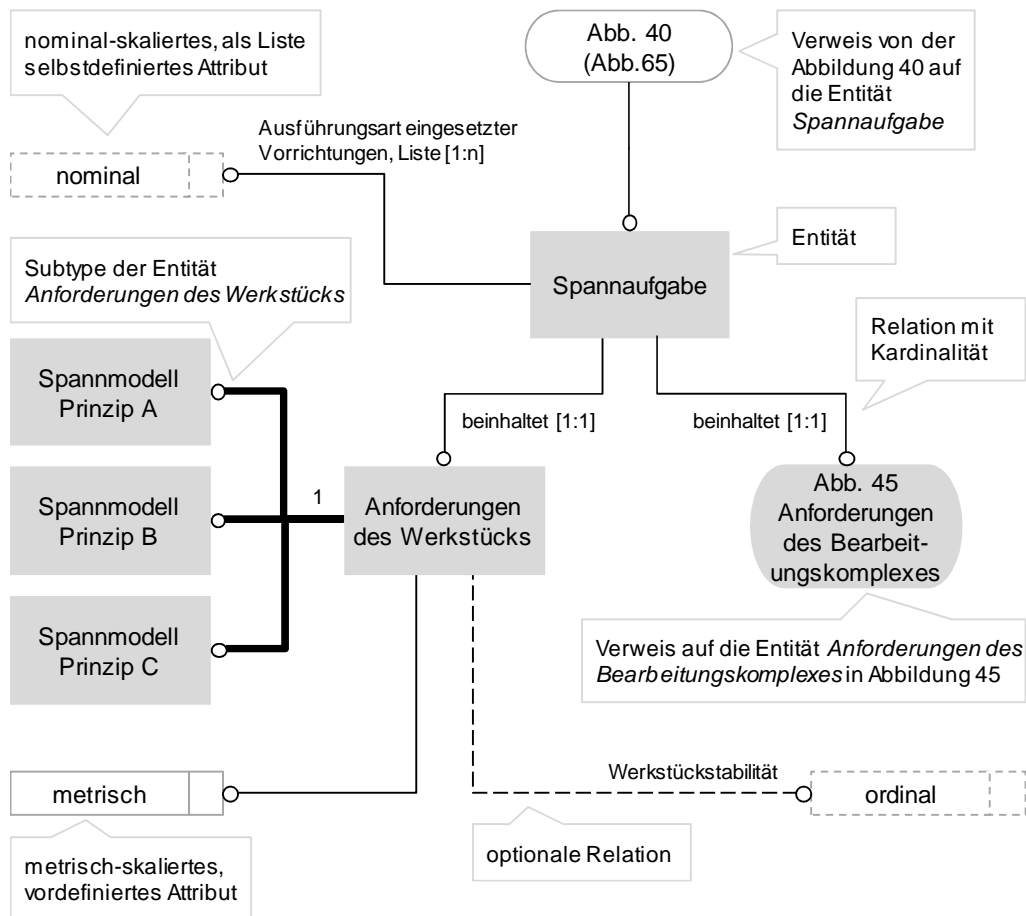 nominal-skaliertes, als Liste
selbstdefiniertes Attribut
Abb. 40
(Abb.65)
Verweis von der
Abbildung 40 auf
die Entität
Spannaufgabe
Ausführungsart eingesetzter
Vorrichtungen, Liste [1:n]
nominal
Entität
Subtype der Entität
Anforderungen des Werkstücks
Spannaufgabe
Relation mit
Kardinalität
Spannmodell
Prinzip A
beinhaltet [1:1]
beinhaltet [1:1]
Spannmodell
Prinzip B
1
Anforderungen
des Werkstücks
Abb. 45
Anforderungen
des Bearbeit-
ungskomplexes
Spannmodell
Prinzip C
Verweis auf die Entität Anforderungen des
Bearbeitungskomplexes in Abbildung 45
metrisch
Werkstückstabilität
ordinal
metrisch-skaliertes,
vordefiniertes Attribut
optionale Relation